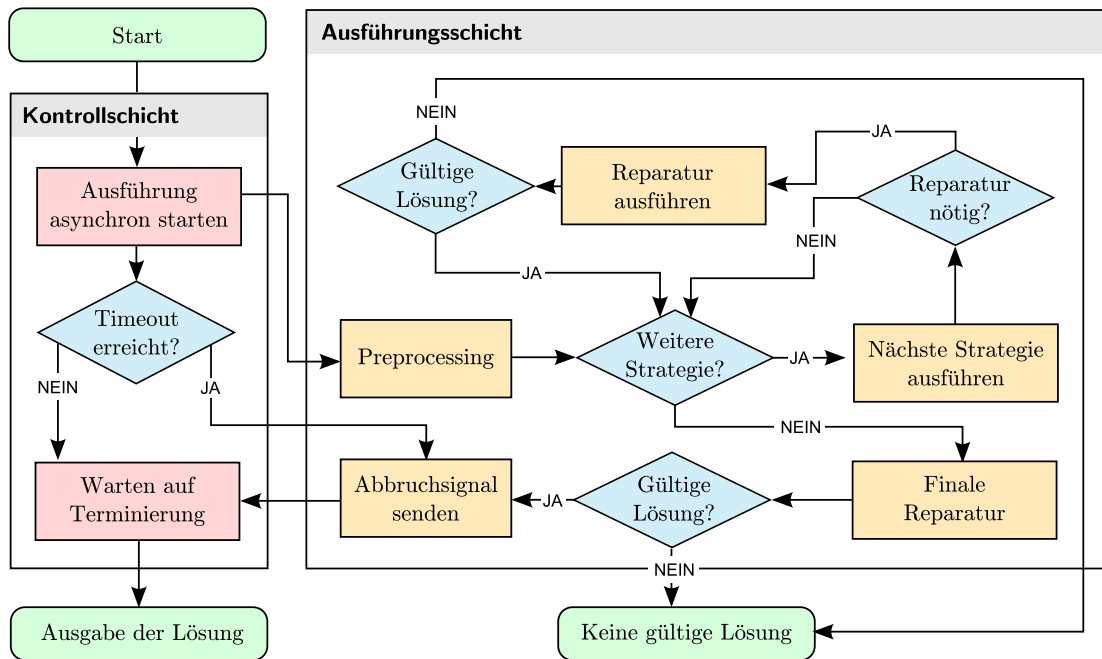 Start
Kontrollschicht
Ausführung
asynchron starten
Timeout
erreicht?
NEIN
JA
Warten auf
Terminierung
Ausgabe der Lösung
Ausführungsschicht
NEIN
Gültige
Lösung?
JA
Reparatur
ausführen
JA
Reparatur
nötig?
NEIN
Preprocessing
Weitere
Strategie?
JA
Nächste Strategie
ausführen
NEIN
Abbruchsignal
senden
JA
Gültige
Lösung?
Finale
Reparatur
NEIN
Keine gültige Lösung